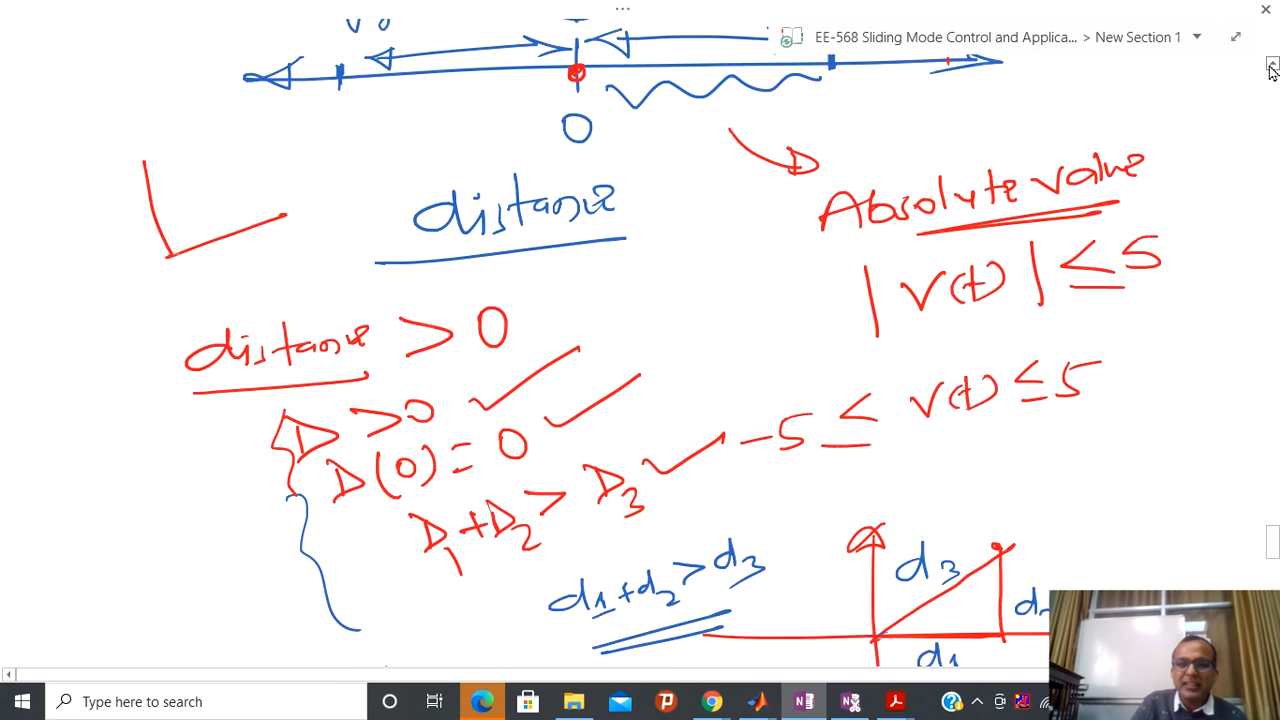 EE-568 Sliding Mode Control and Applica... > New Section 1
0
distance
Absolute value
| v(t) | ≤ 5
distance > 0
D > 0
D(0) = 0
-5 ≤ v(t) ≤ 5
D1 + D2 > D3
d1 + d2 > d3
d3
d1
Type here to search